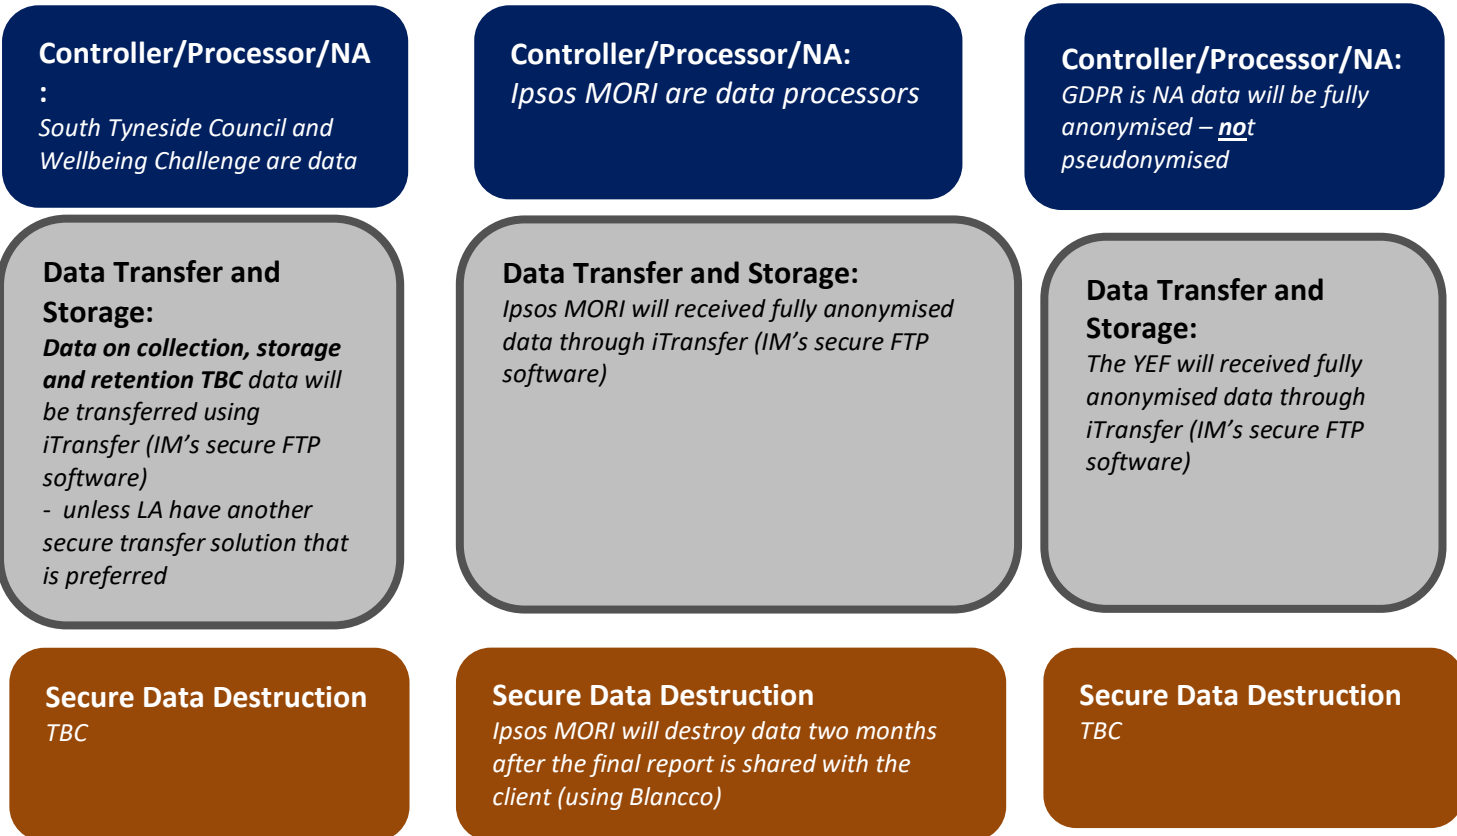 Controller/Processor/NA
:
South Tyneside Council and
Wellbeing Challenge are data
Controller/Processor/NA:
Ipsos MORI are data processors
Controller/Processor/NA:
GDPR is NA data will be fully
anonymised – not
pseudonymised
Data Transfer and
Storage:
Data on collection, storage
and retention TBC data will
be transferred using
iTransfer (IM’s secure FTP
software)
- unless LA have another
secure transfer solution that
is preferred
Data Transfer and Storage:
Ipsos MORI will received fully anonymised
data through iTransfer (IM’s secure FTP
software)
Data Transfer and
Storage:
The YEF will received fully
anonymised data through
iTransfer (IM’s secure FTP
software)
Secure Data Destruction
TBC
Secure Data Destruction
Ipsos MORI will destroy data two months
after the final report is shared with the
client (using Blancco)
Secure Data Destruction
TBC